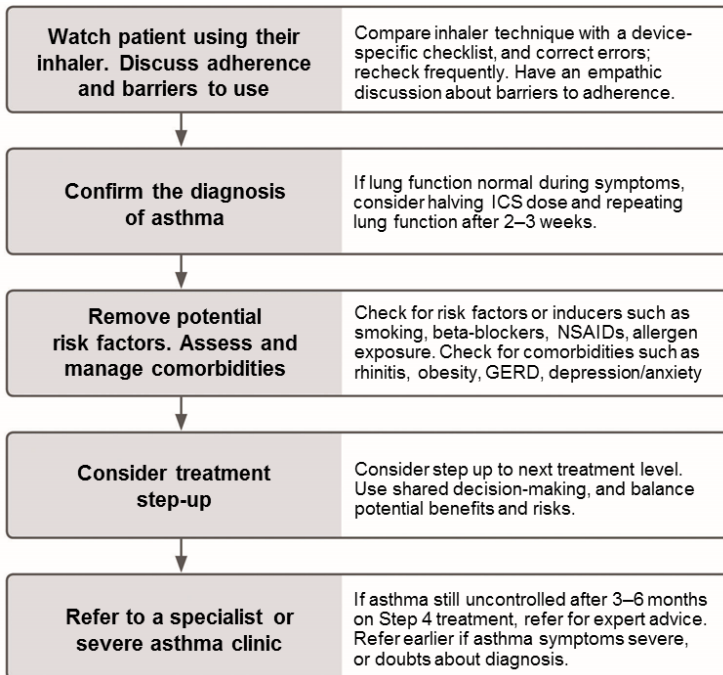 Watch patient using their
inhaler. Discuss adherence
and barriers to use
Compare inhaler technique with a device-
specific checklist, and correct errors;
recheck frequently. Have an empathic
discussion about barriers to adherence.
Confirm the diagnosis
of asthma
If lung function normal during symptoms,
consider halving ICS dose and repeating
lung function after 2–3 weeks.
Remove potential
risk factors. Assess and
manage comorbidities
Check for risk factors or inducers such as
smoking, beta-blockers, NSAIDs, allergen
exposure. Check for comorbidities such as
rhinitis, obesity, GERD, depression/anxiety
Consider treatment
step-up
Consider step up to next treatment level.
Use shared decision-making, and balance
potential benefits and risks.
Refer to a specialist or
severe asthma clinic
If asthma still uncontrolled after 3–6 months
on Step 4 treatment, refer for expert advice.
Refer earlier if asthma symptoms severe,
or doubts about diagnosis.